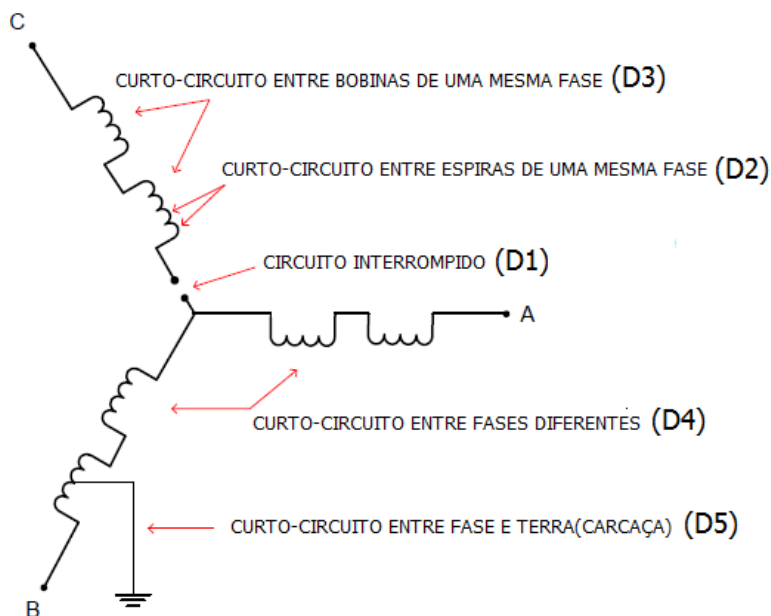 C
CURTO-CIRCUITO ENTRE BOBINAS DE UMA MESMA FASE (D3)
CURTO-CIRCUITO ENTRE ESPIRAS DE UMA MESMA FASE (D2)
CIRCUITO INTERROMPIDO (D1)
A
CURTO-CIRCUITO ENTRE FASES DIFERENTES (D4)
CURTO-CIRCUITO ENTRE FASE E TERRA(CARCAÇA) (D5)
B